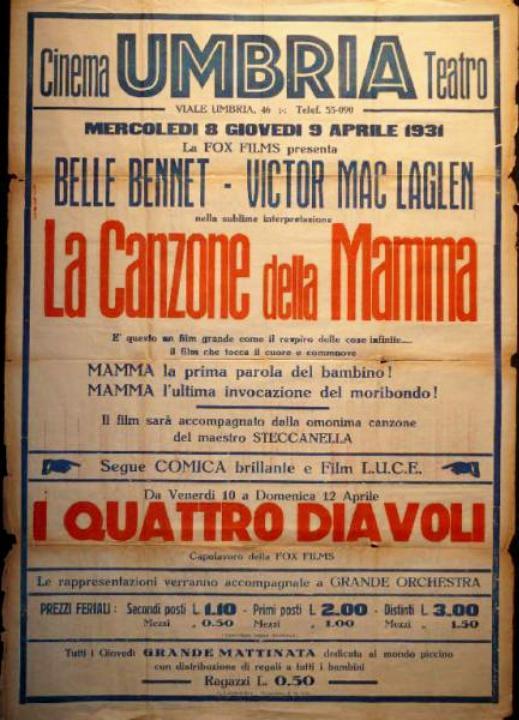 Cinema UMBRIA Teatro
VIALE UMBRIA, 46 :-: Telef. 55-090
MERCOLEDI 8 GIOVEDI 9 APRILE 1931
La FOX FILMS presenta
BELLE BENNET - VICTOR MAC LAGLEN
nella sublime interpretazione
La Canzone della Mamma
E' questo un film grande come il respiro delle cose infinite....
il film che tocca il cuore e commuove
MAMMA la prima parola del bambino!
MAMMA l'ultima invocazione del moribondo!
Il film sarà accompagnato dalla omonima canzone
del maestro STECCANELLA
Segue COMICA brillante e Film L.U.C.E.
Da Venerdì 10 a Domenica 12 Aprile
I QUATTRO DIAVOLI
Capolavoro della FOX FILMS
Le rappresentazioni verranno accompagnate a GRANDE ORCHESTRA
PREZZI FERIALI: Secondi posti L 1.10 - Primi posti L 2.00 - Distinti L 3.00
Mezzi „ 0.50 Mezzi „ 1.00 Mezzi „ 1.50
Tutti i Giovedì GRANDE MATTINATA dedicata al mondo piccino
con distribuzione di regali a tutti i bambini
Ragazzi L. 0.50